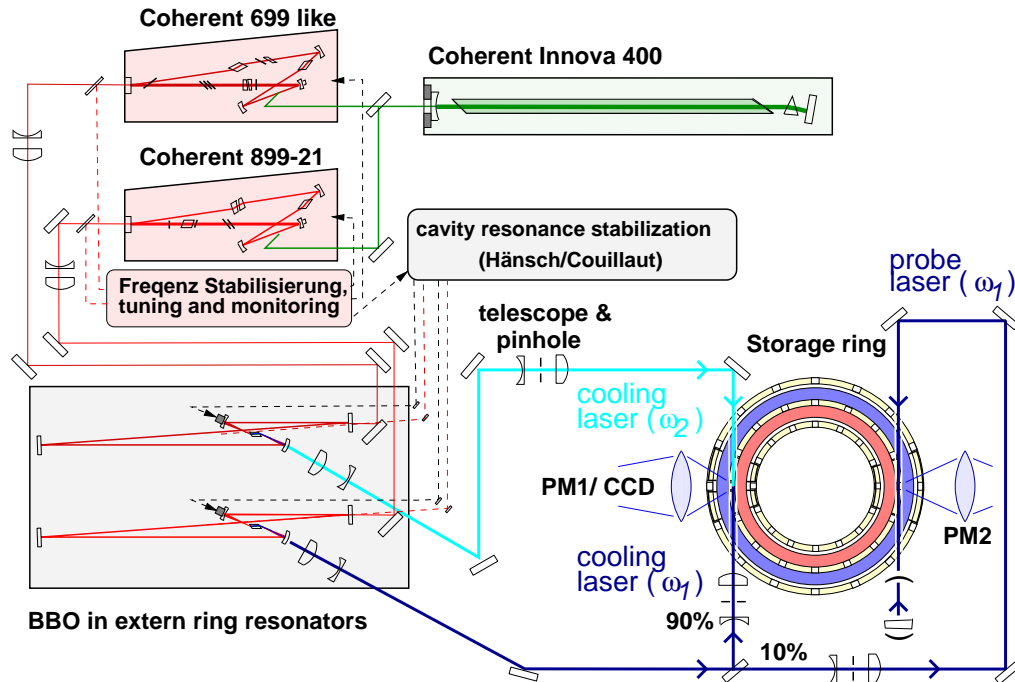 Coherent 699 like
Coherent Innova 400
Coherent 899-21
cavity resonance stabilization
(Hänsch/Couillaut)
Freqenz Stabilisierung,
tuning and monitoring
probe
laser (ω1)
telescope &
pinhole
Storage ring
cooling
laser (ω2)
PM1/ CCD
PM2
cooling
laser (ω1)
90%
10%
BBO in extern ring resonators